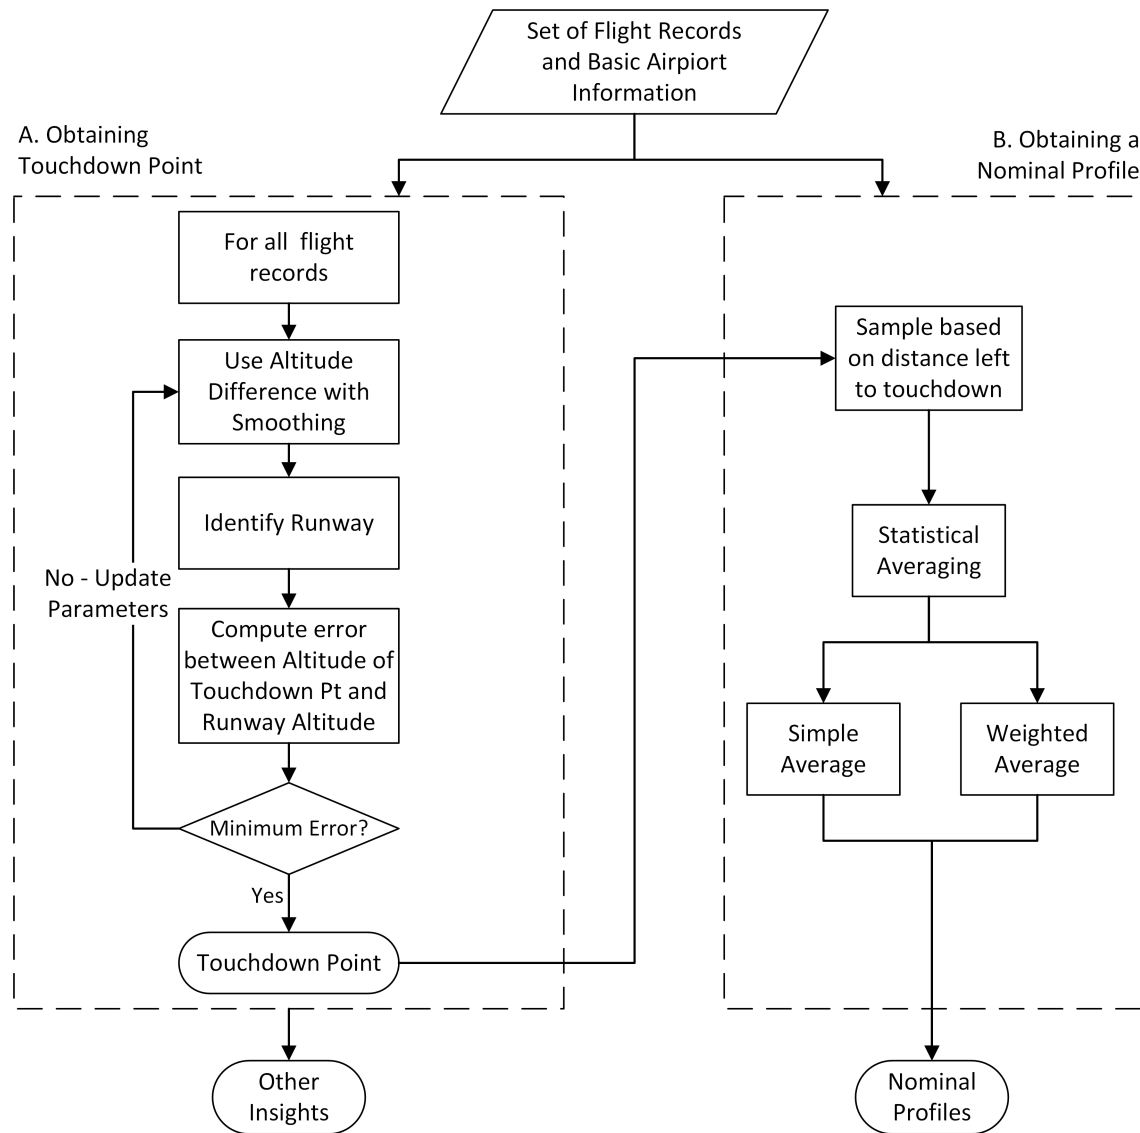 Set of Flight Records
and Basic Airpiort
Information
A. Obtaining
Touchdown Point
B. Obtaining a
Nominal Profile
For all flight
records
Use Altitude
Difference with
Smoothing
Identify Runway
No - Update
Parameters
Compute error
between Altitude of
Touchdown Pt and
Runway Altitude
Minimum Error?
Yes
Touchdown Point
Other
Insights
Sample based
on distance left
to touchdown
Statistical
Averaging
Simple
Average
Weighted
Average
Nominal
Profiles